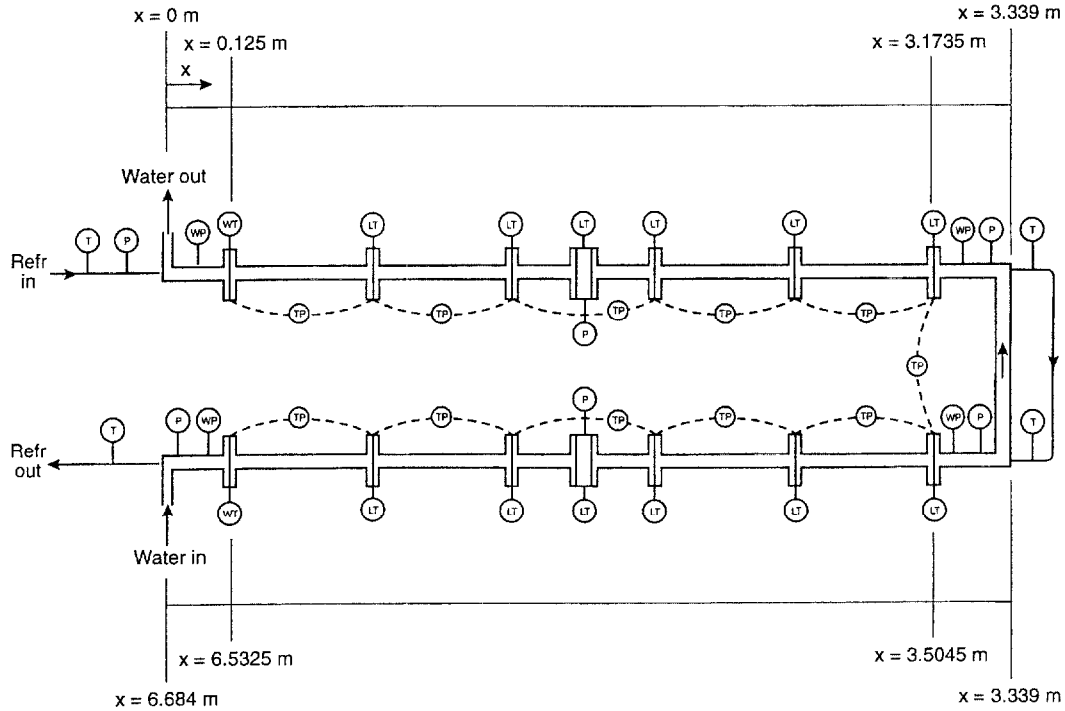 x = 0 m
x = 3.339 m
x = 0.125 m
x = 3.1735 m
x
Water out
T
P
WP
WT
LT
LT
LT
LT
LT
LT
WP
P
T
Refr
in
TP
TP
TP
TP
TP
P
TP
P
TP
TP
TP
TP
TP
T
P
WP
WP
P
T
Refr
out
WT
LT
LT
LT
LT
LT
LT
Water in
x = 6.5325 m
x = 3.5045 m
x = 6.684 m
x = 3.339 m